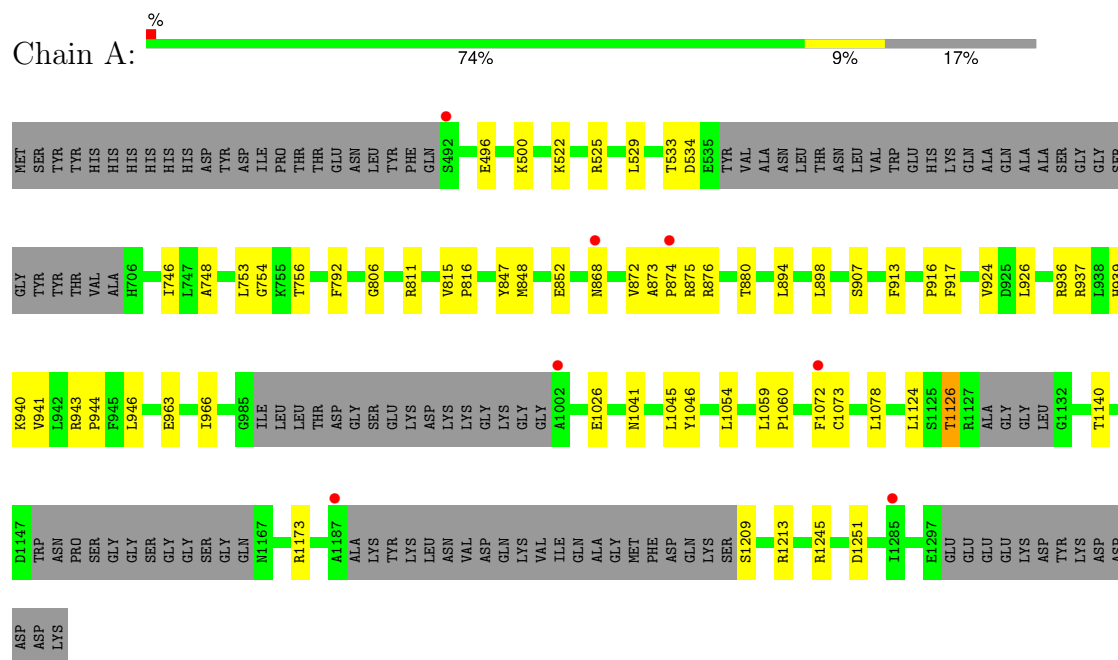 %
Chain A:
74% 9% 17%
MET SER TYR TYR HIS HIS HIS HIS HIS HIS ASP TYR ASP ILE PRO THR THR GLU ASN LEU TYR PHE GLN S492 E496 K500 K522 R525 L529 T533 D534 E535 TYR VAL ALA ASN LEU THR ASN LEU VAL TRP GLU HIS LYS GLN ALA GLN ALA ALA SER GLY GLY SER
GLY TYR TYR THR VAL ALA H706 I746 L747 A748 L753 G754 K755 T756 F792 G806 R811 V815 P816 Y847 M848 E852 N868 V872 A873 P874 R875 R876 T880 L894 L898 S907 F913 P916 F917 V924 D925 L926 R936 R937 L938 H939
K940 V941 L942 R943 P944 F945 L946 E963 I966 G985 ILE LEU LEU THR ASP GLY SER GLU LYS ASP LYS LYS GLY LYS GLY GLY A1002 E1026 N1041 L1045 Y1046 L1054 L1059 P1060 F1072 C1073 L1078 L1124 S1125 T1126 R1127 ALA GLY GLY LEU G1132 T1140
D1147 TRP ASN PRO SER GLY GLY SER GLY GLY SER GLY GLN N1167 R1173 A1187 ALA LYS TYR LYS LEU ASN VAL ASP GLN LYS VAL ILE GLN ALA GLY MET PHE ASP GLN LYS SER S1209 R1213 R1245 D1251 I1285 E1297 GLU GLU GLU GLU LYS ASP TYR LYS ASP ASP
ASP ASP LYS